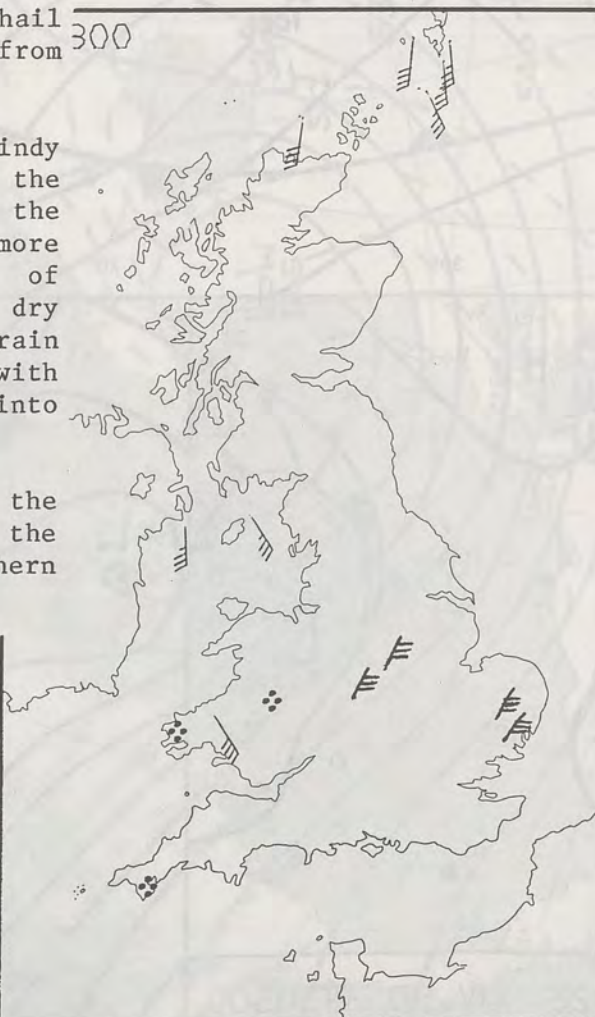 hail
from
300
indy
the
the
more
of
dry
rain
with
into
the
the
hern